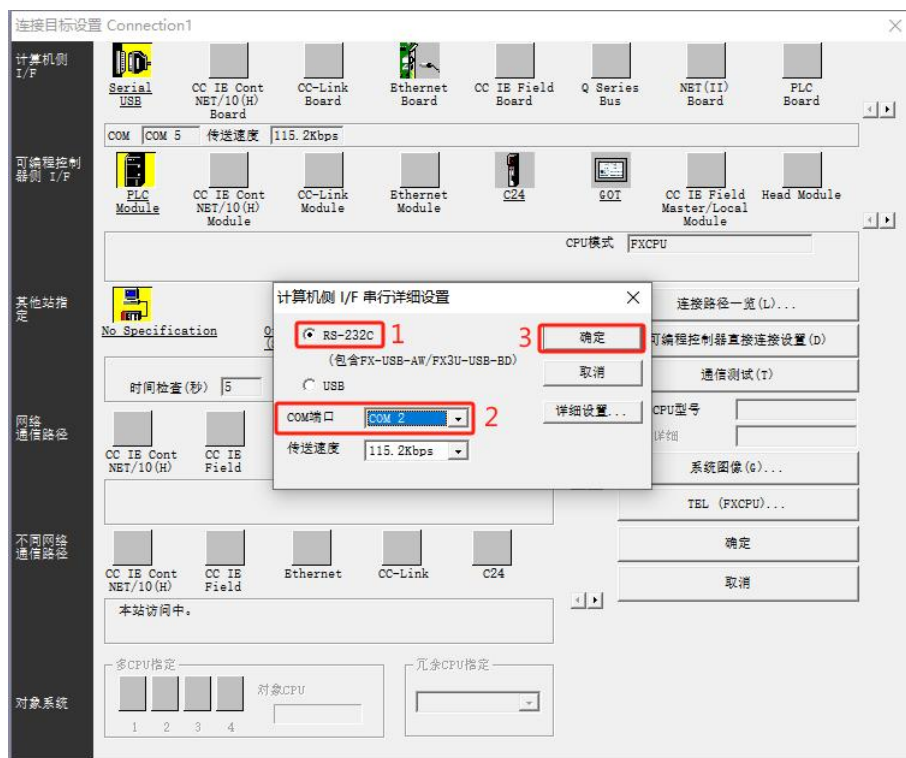 连接目标设置 Connection1
计算机侧
I/F
Serial
USB
CC IE Cont
NET/10(H)
Board
CC-Link
Board
Ethernet
Board
CC IE Field
Board
Q Series
Bus
NET(II)
Board
PLC
Board
COM COM 5 传送速度 115.2Kbps
可编程控制
器侧 I/F
PLC
Module
CC IE Cont
NET/10(H)
Module
CC-Link
Module
Ethernet
Module
C24
GOT
CC IE Field
Master/Local
Module
Head Module
CPU模式 FXCPU
其他站指
定
No Specification
时间检查(秒) 5
计算机侧 I/F 串行详细设置
RS-232C 1
(包含FX-USB-AW/FX3U-USB-BD)
USB
COM端口 COM 2 2
传送速度 115.2Kbps
3 确定
取消
详细设置...
连接路径一览(L)...
可编程控制器直接连接设置(D)
通信测试(T)
CPU型号
详细
系统图像(G)...
TEL (FXCPU)...
确定
取消
网络
通信路径
CC IE Cont
NET/10(H)
CC IE
Field
不同网络
通信路径
CC IE Cont
NET/10(H)
CC IE
Field
Ethernet
CC-Link
C24
本站访问中。
对象系统
多CPU指定
1 2 3 4
对象CPU
冗余CPU指定